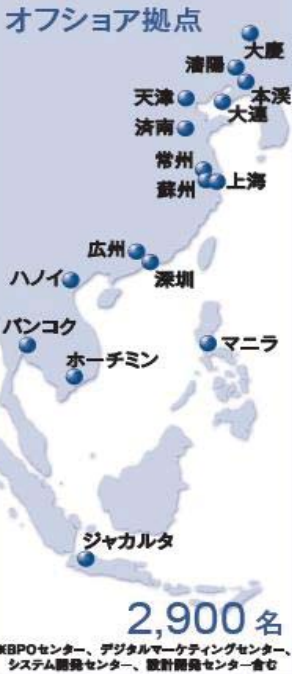 オフショア拠点
大慶
瀋陽
本渓
天津
大連
済南
常州
蘇州
上海
広州
深圳
ハノイ
バンコク
マニラ
ホーチミン
ジャカルタ
2,900名
※BPOセンター、デジタルマーケティングセンター、
システム開発センター、設計開発センター含む